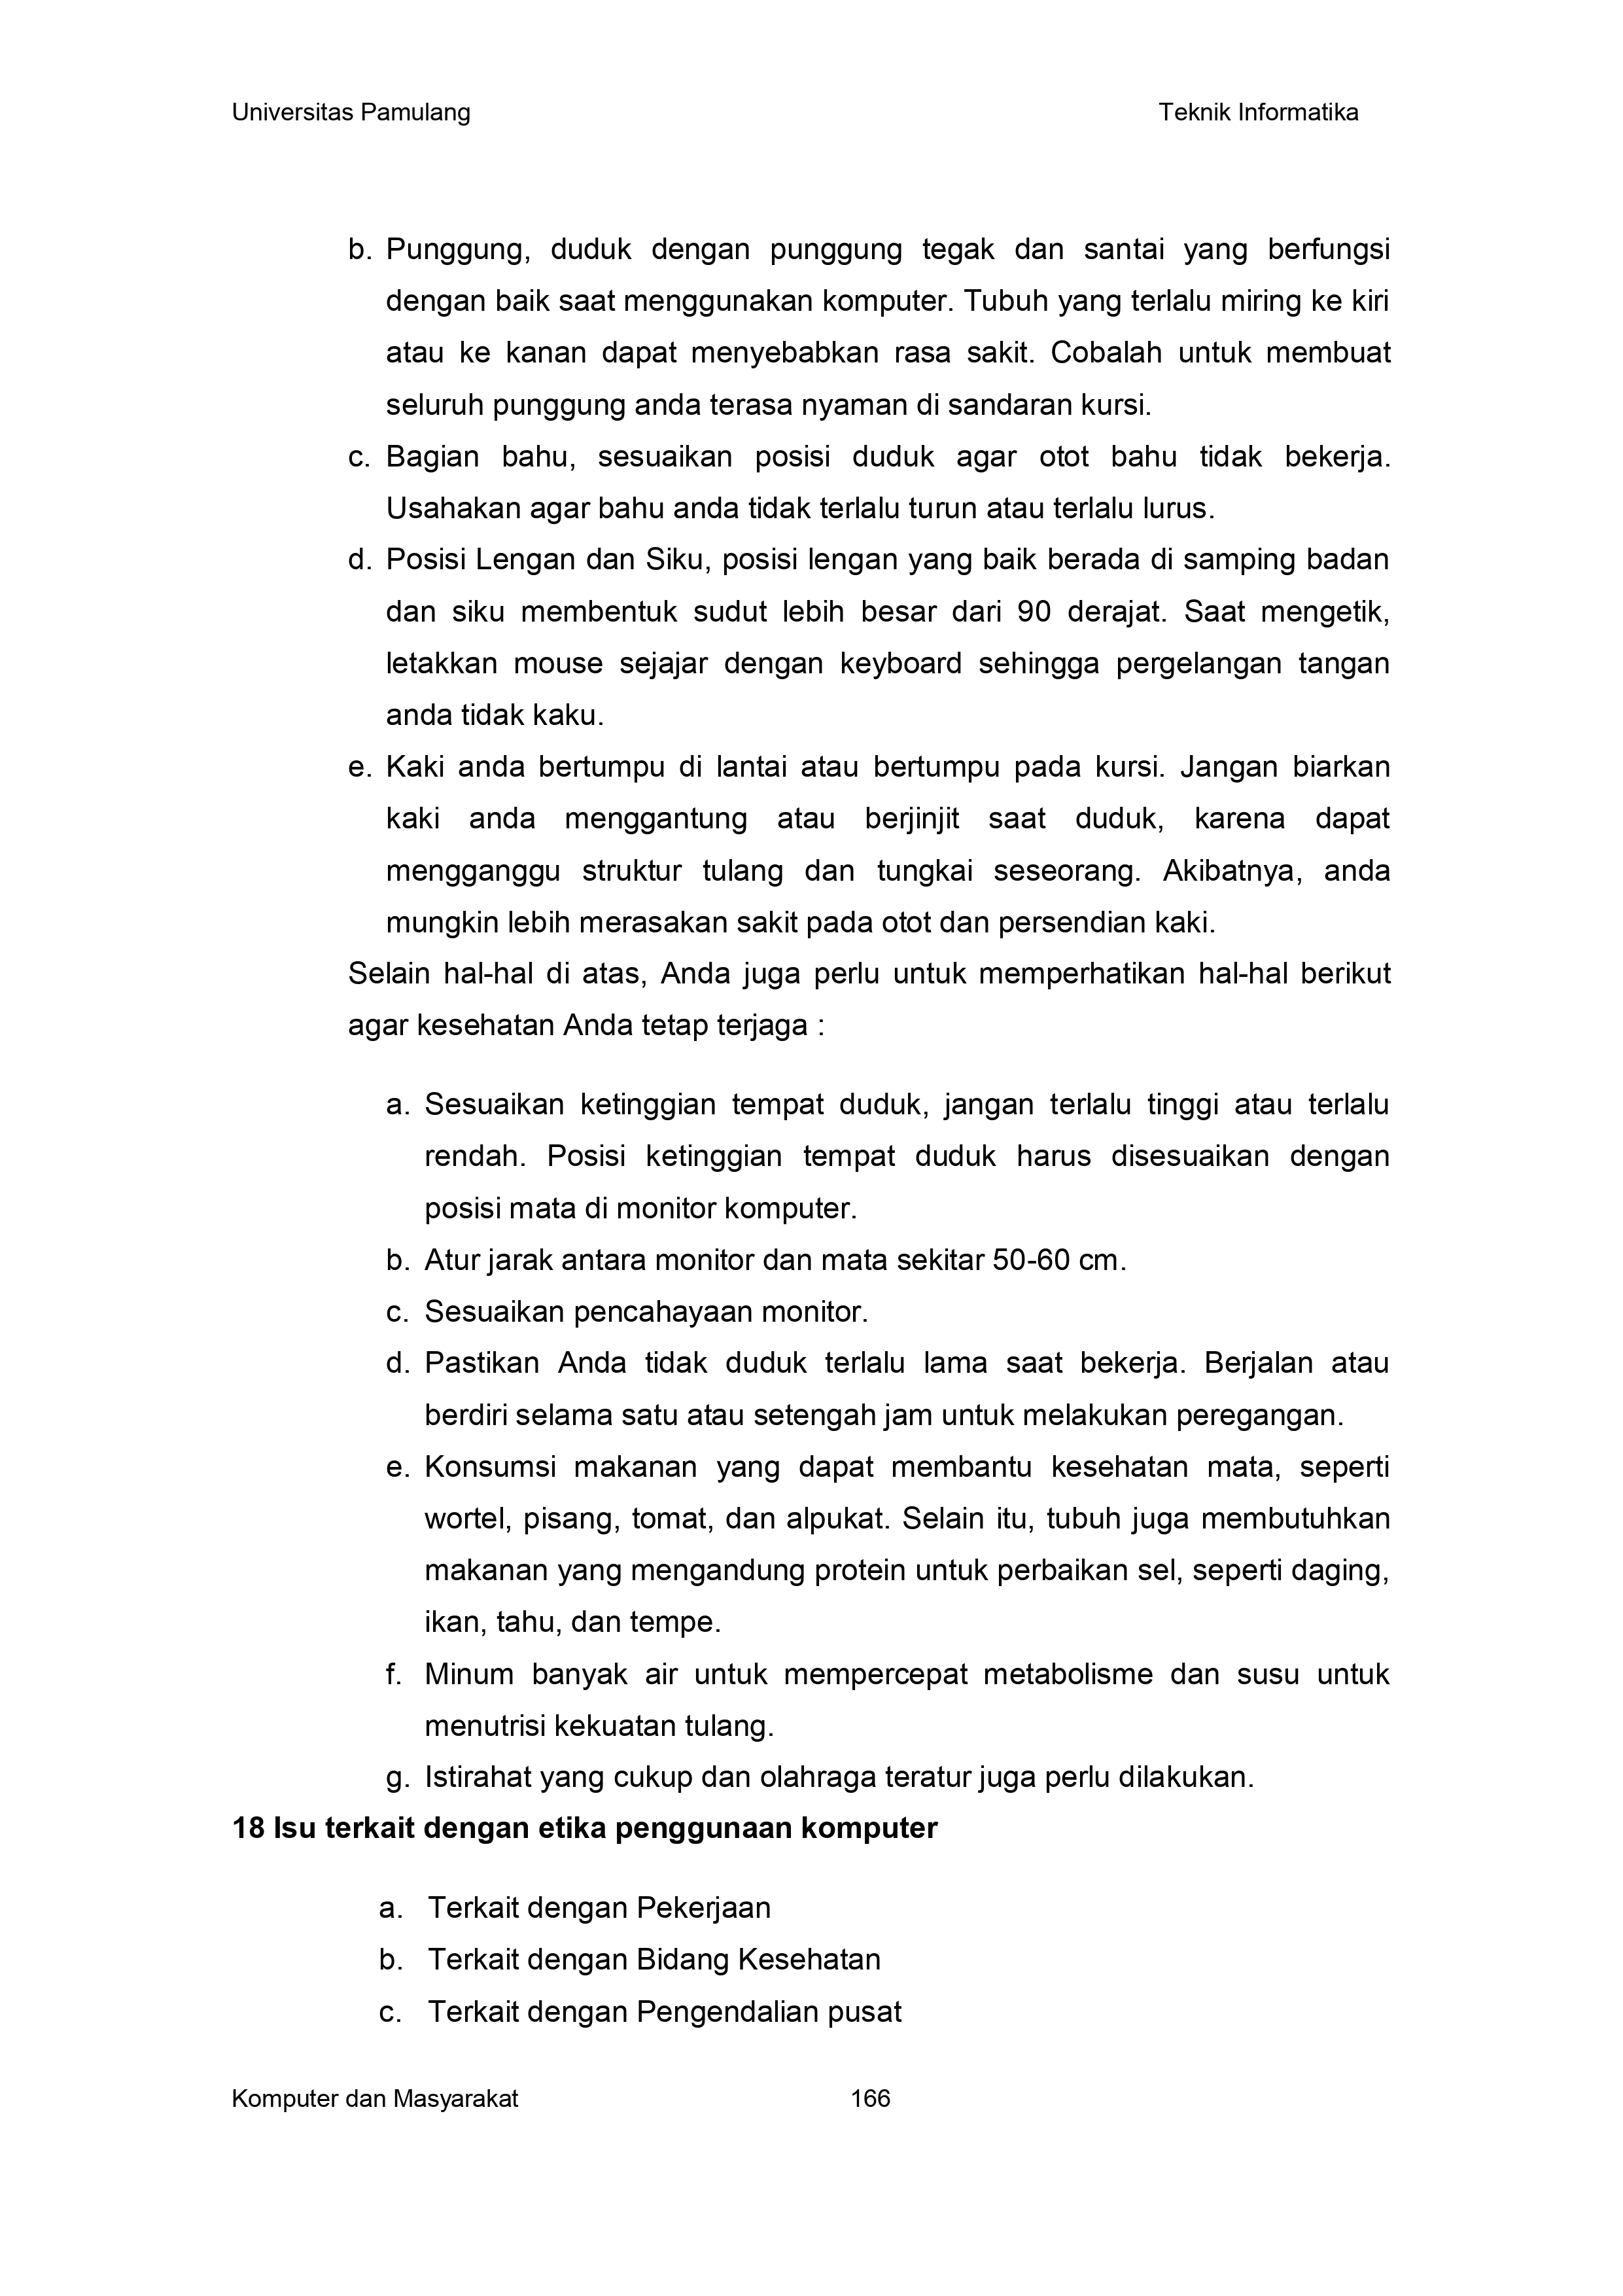 Universitas Pamulang Teknik Informatika
b. Punggung, duduk dengan punggung tegak dan santai yang berfungsi
dengan baik saat menggunakan komputer. Tubuh yang terlalu miring ke kiri
atau ke kanan dapat menyebabkan rasa sakit. Cobalah untuk membuat
seluruh punggung anda terasa nyaman di sandaran kursi.
c. Bagian bahu, sesuaikan posisi duduk agar otot bahu tidak bekerja.
Usahakan agar bahu anda tidak terlalu turun atau terlalu lurus.
d. Posisi Lengan dan Siku, posisi lengan yang baik berada di samping badan
dan siku membentuk sudut lebih besar dari 90 derajat. Saat mengetik,
letakkan mouse sejajar dengan keyboard sehingga pergelangan tangan
anda tidak kaku.
e. Kaki anda bertumpu di lantai atau bertumpu pada kursi. Jangan biarkan
kaki anda menggantung atau berjinjit saat duduk, karena dapat
mengganggu struktur tulang dan tungkai seseorang. Akibatnya, anda
mungkin lebih merasakan sakit pada otot dan persendian kaki.
Selain hal-hal di atas, Anda juga perlu untuk memperhatikan hal-hal berikut
agar kesehatan Anda tetap terjaga :
a. Sesuaikan ketinggian tempat duduk, jangan terlalu tinggi atau terlalu
rendah. Posisi ketinggian tempat duduk harus disesuaikan dengan
posisi mata di monitor komputer.
b. Atur jarak antara monitor dan mata sekitar 50-60 cm.
c. Sesuaikan pencahayaan monitor.
d. Pastikan Anda tidak duduk terlalu lama saat bekerja. Berjalan atau
berdiri selama satu atau setengah jam untuk melakukan peregangan.
e. Konsumsi makanan yang dapat membantu kesehatan mata, seperti
wortel, pisang, tomat, dan alpukat. Selain itu, tubuh juga membutuhkan
makanan yang mengandung protein untuk perbaikan sel, seperti daging,
ikan, tahu, dan tempe.
f. Minum banyak air untuk mempercepat metabolisme dan susu untuk
menutrisi kekuatan tulang.
g. Istirahat yang cukup dan olahraga teratur juga perlu dilakukan.
18 Isu terkait dengan etika penggunaan komputer
a. Terkait dengan Pekerjaan
b. Terkait dengan Bidang Kesehatan
c. Terkait dengan Pengendalian pusat
Komputer dan Masyarakat 166